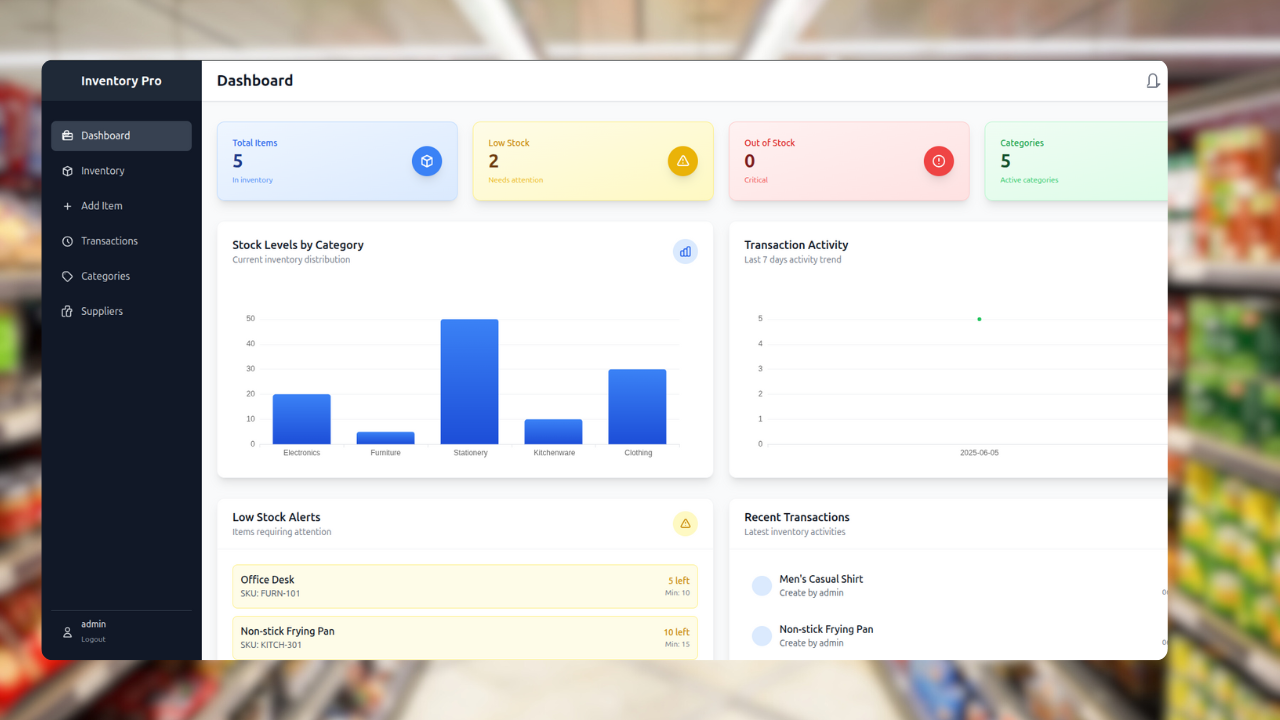 Inventory Pro
Dashboard
Inventory
Add Item
Transactions
Categories
Suppliers
admin
Logout
Dashboard
Total Items
5
In inventory
Low Stock
2
Needs attention
Out of Stock
0
Critical
Categories
5
Active categories
Stock Levels by Category
Current inventory distribution
50
40
30
20
10
0
Electronics Furniture Stationery Kitchenware Clothing
Transaction Activity
Last 7 days activity trend
5
4
3
2
1
0
2025-06-05
Low Stock Alerts
Items requiring attention
Office Desk 5 left
SKU: FURN-101 Min: 10
Non-stick Frying Pan 10 left
SKU: KITCH-301 Min: 15
Recent Transactions
Latest inventory activities
Men's Casual Shirt
Create by admin
Non-stick Frying Pan
Create by admin